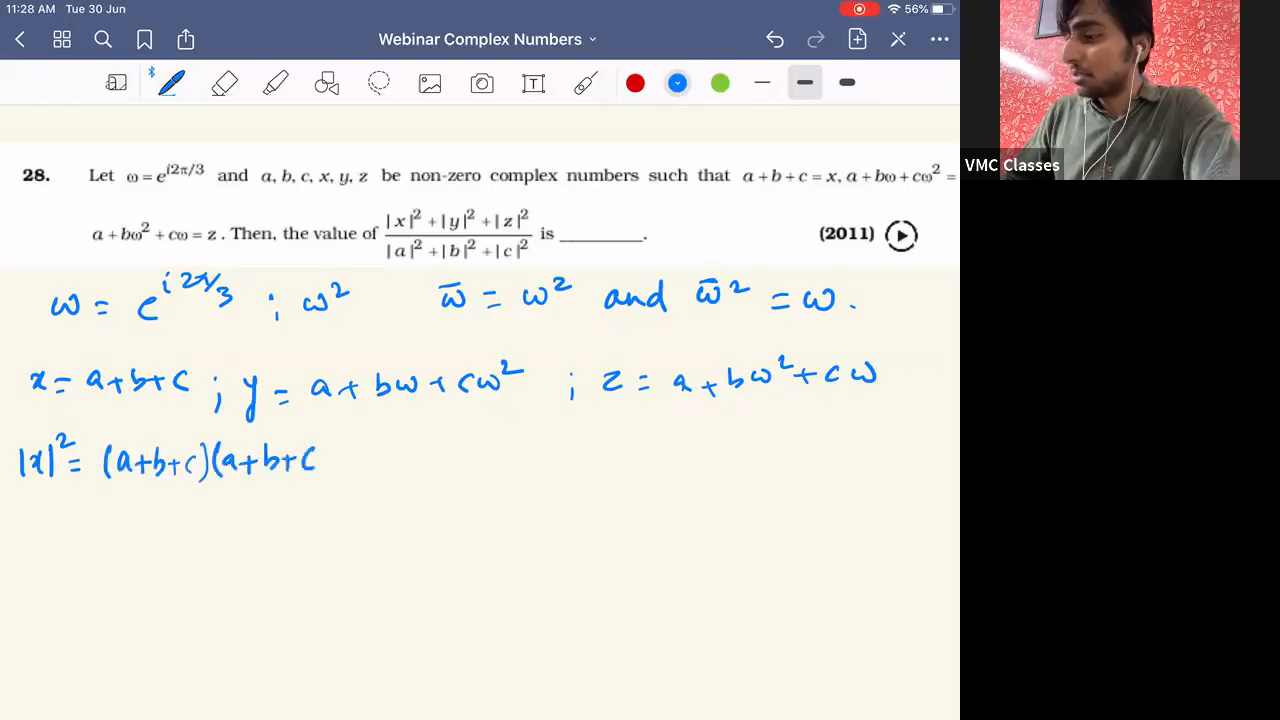 11:28 AM Tue 30 Jun
56%
Webinar Complex Numbers
VMC Classes
28. Let ω = e^{i2π/3} and a, b, c, x, y, z be non-zero complex numbers such that a + b + c = x, a + bω + cω² =
a + bω² + cω = z . Then, the value of \frac{|x|² + |y|² + |z|²}{|a|² + |b|² + |c|²} is ________. (2011)
ω = e^{i2π/3} ; ω² ω̄ = ω² and ω̄² = ω .
x = a+b+c ; y = a + bω + cω² ; z = a + bω² + cω
|x|² = (a+b+c)(a+b+c